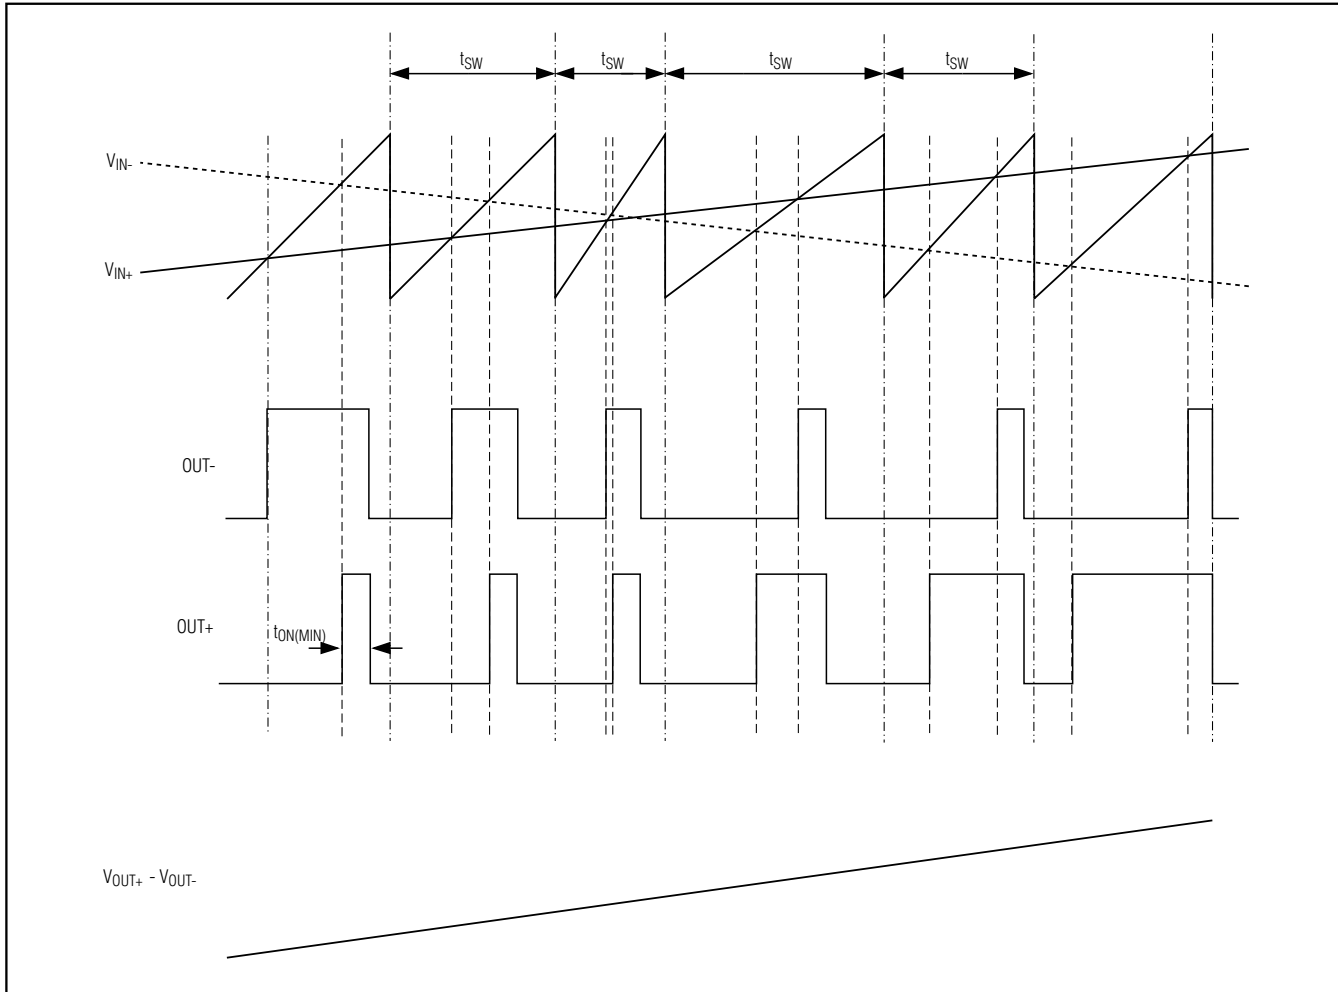 tSW tSW tSW tSW
VIN-
VIN+
OUT-
OUT+
tON(MIN)
VOUT+ - VOUT-